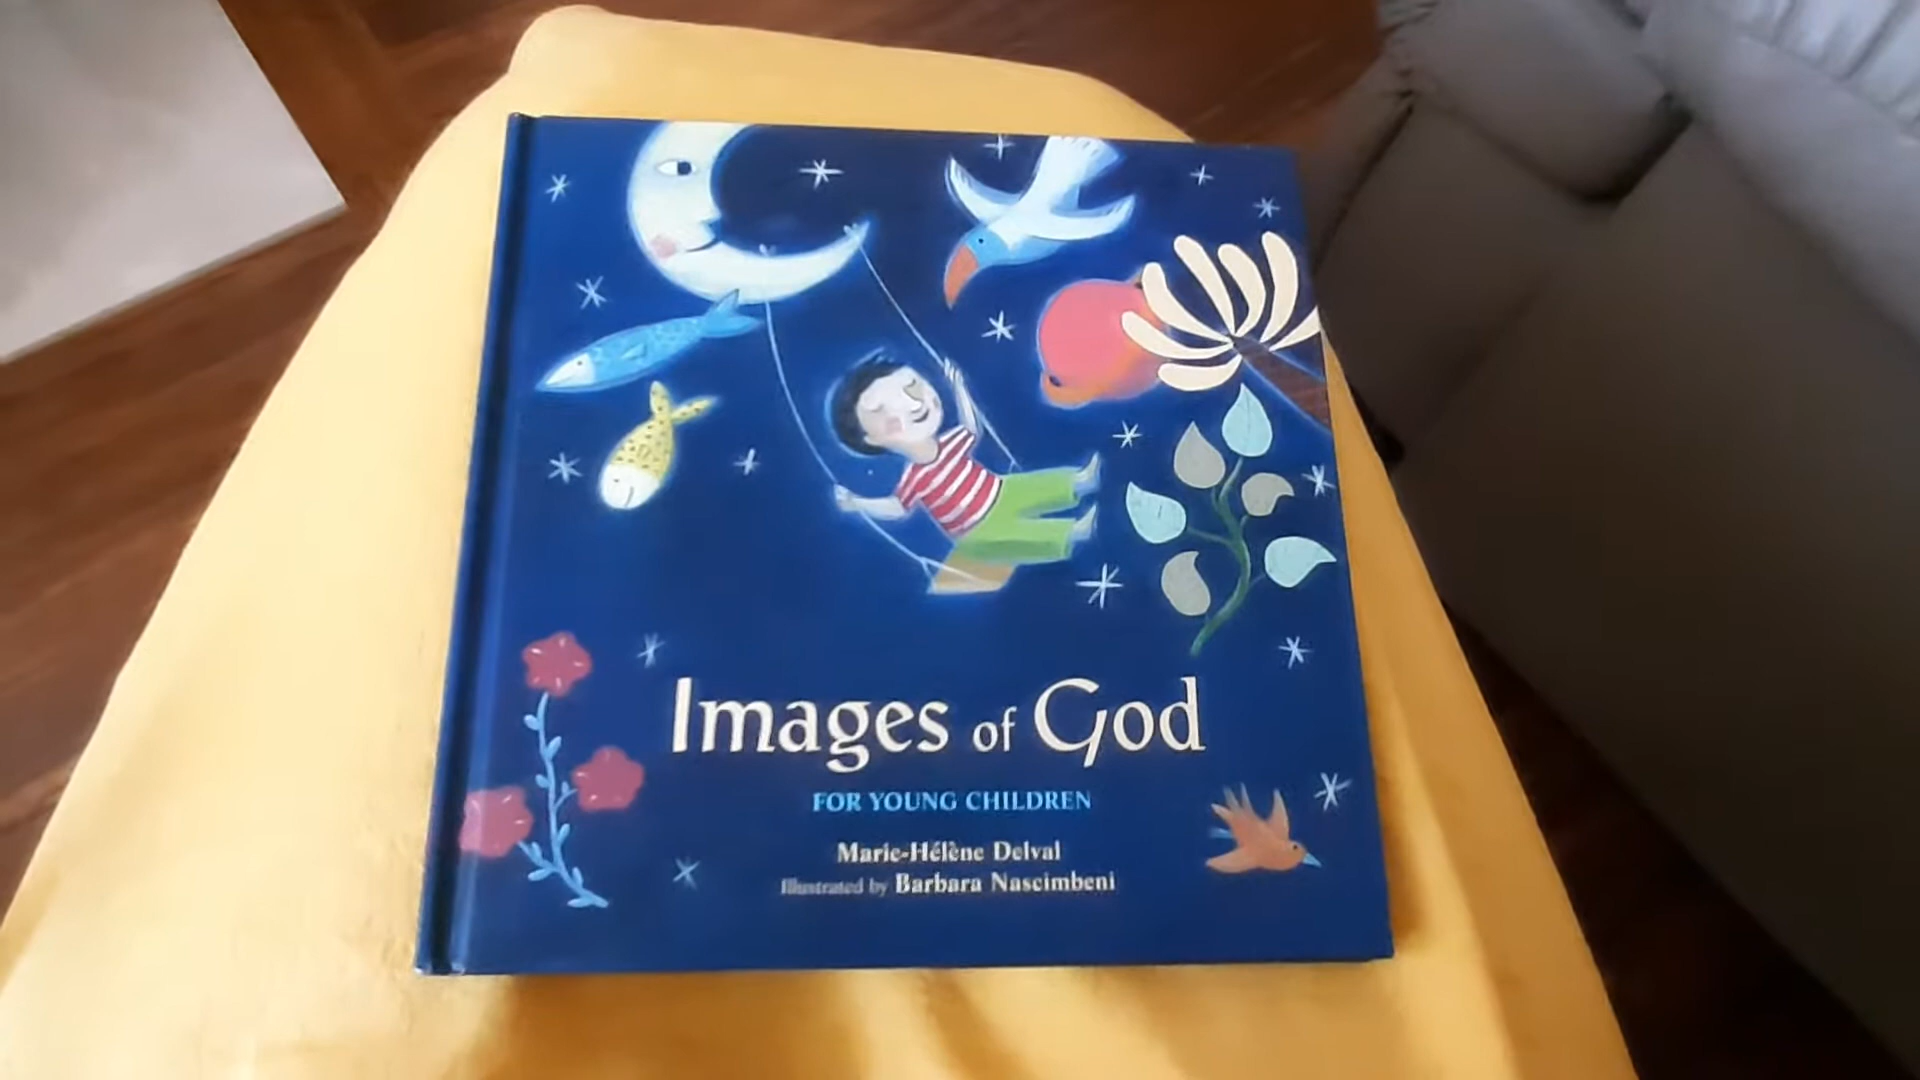 Images of God
FOR YOUNG CHILDREN
Marie-Hélène Delval
Illustrated by Barbara Nascimbeni